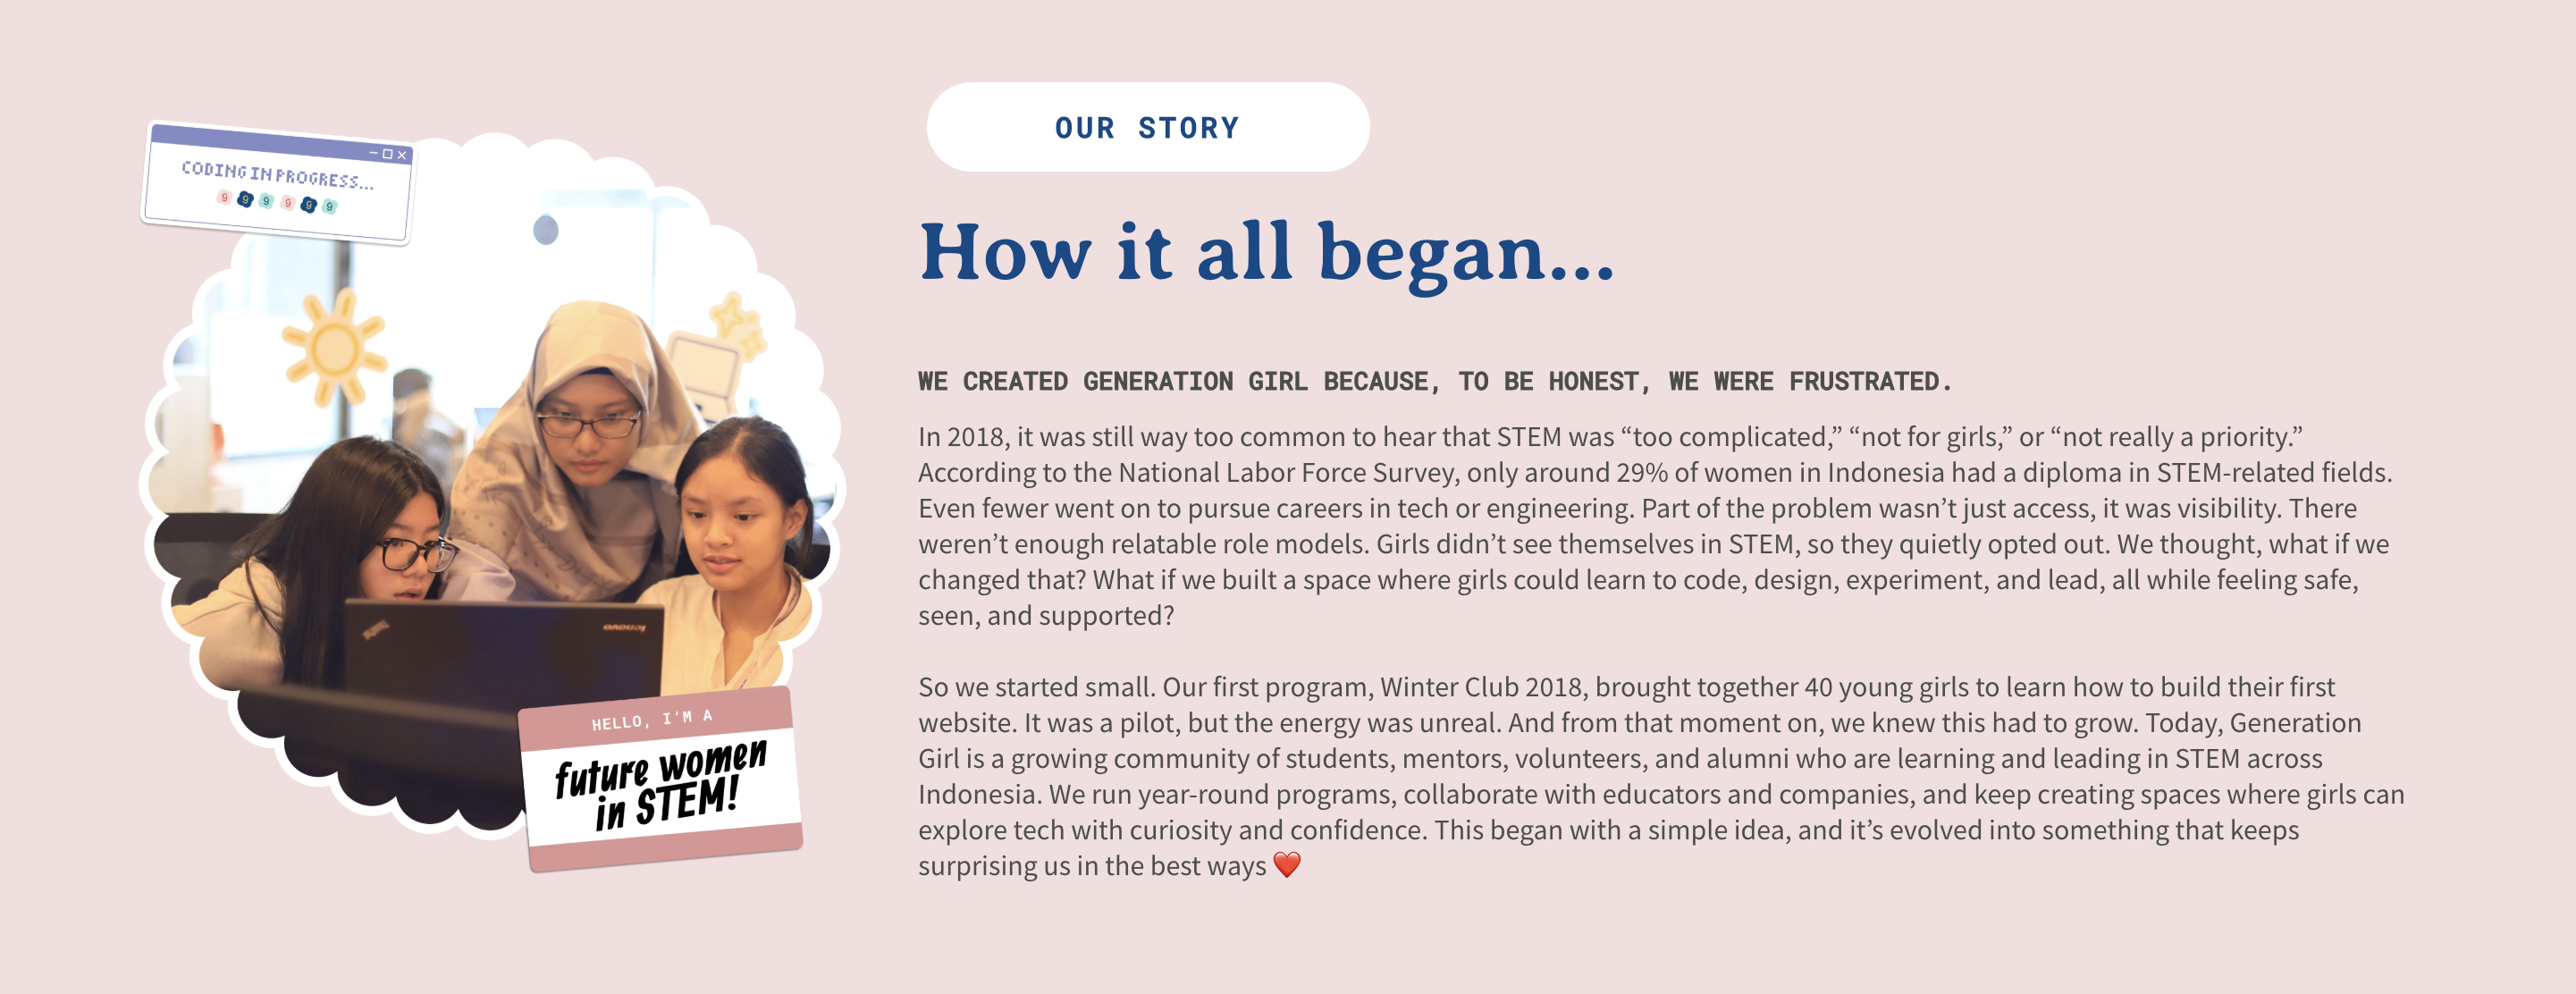 CODING IN PROGRESS...
9 9 9 9 9 9
OUR STORY
How it all began...
WE CREATED GENERATION GIRL BECAUSE, TO BE HONEST, WE WERE FRUSTRATED.
In 2018, it was still way too common to hear that STEM was “too complicated,” “not for girls,” or “not really a priority.”
According to the National Labor Force Survey, only around 29% of women in Indonesia had a diploma in STEM-related fields.
Even fewer went on to pursue careers in tech or engineering. Part of the problem wasn’t just access, it was visibility. There
weren’t enough relatable role models. Girls didn’t see themselves in STEM, so they quietly opted out. We thought, what if we
changed that? What if we built a space where girls could learn to code, design, experiment, and lead, all while feeling safe,
seen, and supported?
So we started small. Our first program, Winter Club 2018, brought together 40 young girls to learn how to build their first
website. It was a pilot, but the energy was unreal. And from that moment on, we knew this had to grow. Today, Generation
Girl is a growing community of students, mentors, volunteers, and alumni who are learning and leading in STEM across
Indonesia. We run year-round programs, collaborate with educators and companies, and keep creating spaces where girls can
explore tech with curiosity and confidence. This began with a simple idea, and it’s evolved into something that keeps
surprising us in the best ways ❤️
lenovo
HELLO, I'M A
future women
in STEM!